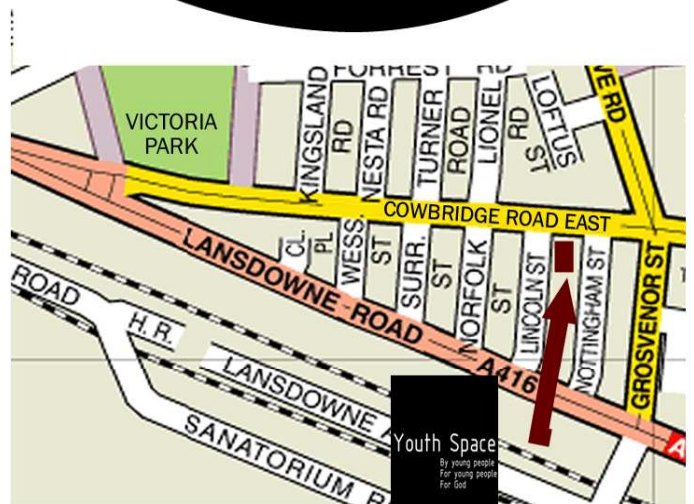 FORREST RD
VICTORIA
PARK
KINGSLAND
RD
NESTA RD
TURNER
ROAD
LIONEL
RD
LOFTUS
ST
VE RD
COWBRIDGE ROAD EAST
CL.
PL
WESS.
ST
SURR.
ST
NORFOLK
ST
LINCOLN ST
NOTTINGHAM ST
GROSVENOR ST
LANSDOWNE ROAD
A416
A
ROAD
H. R.
LANSDOWNE A
SANATORIUM R
Youth Space
By young people
For young people
For God